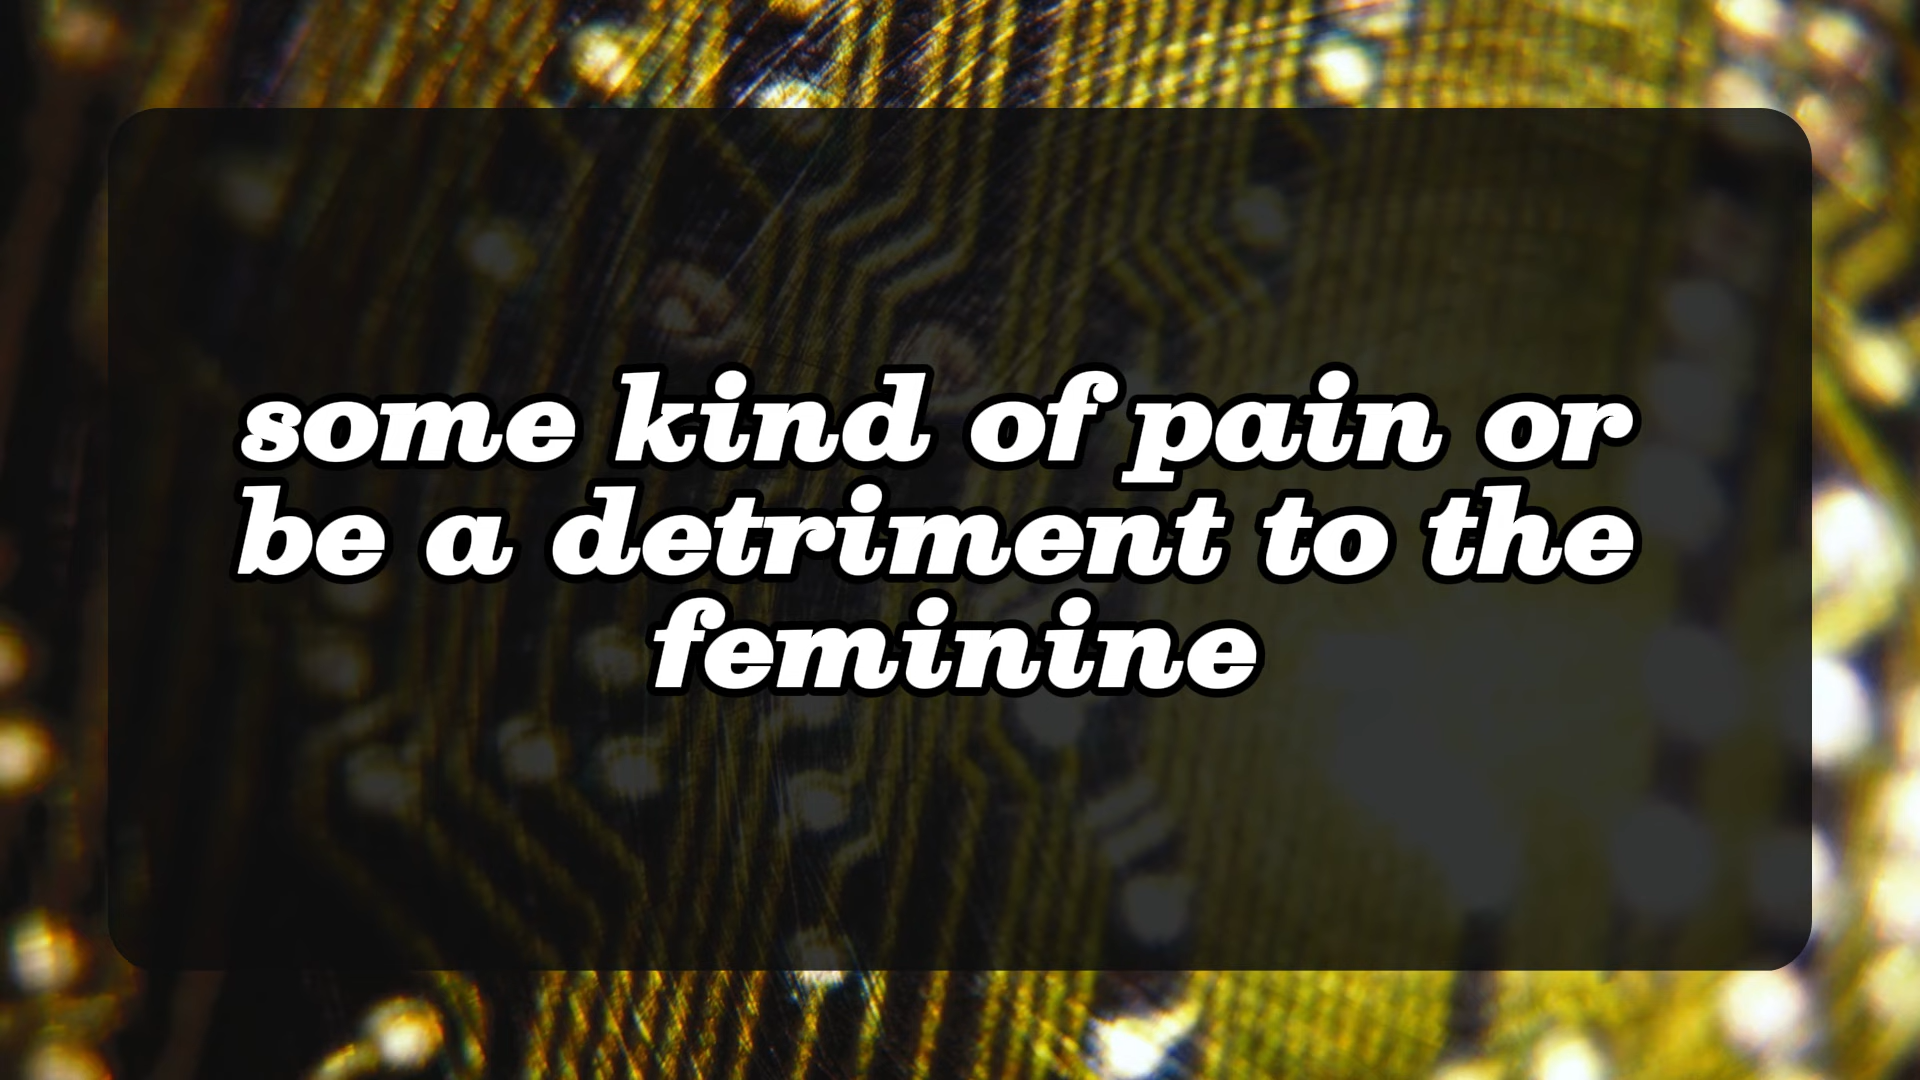 some kind of pain or
be a detriment to the
feminine